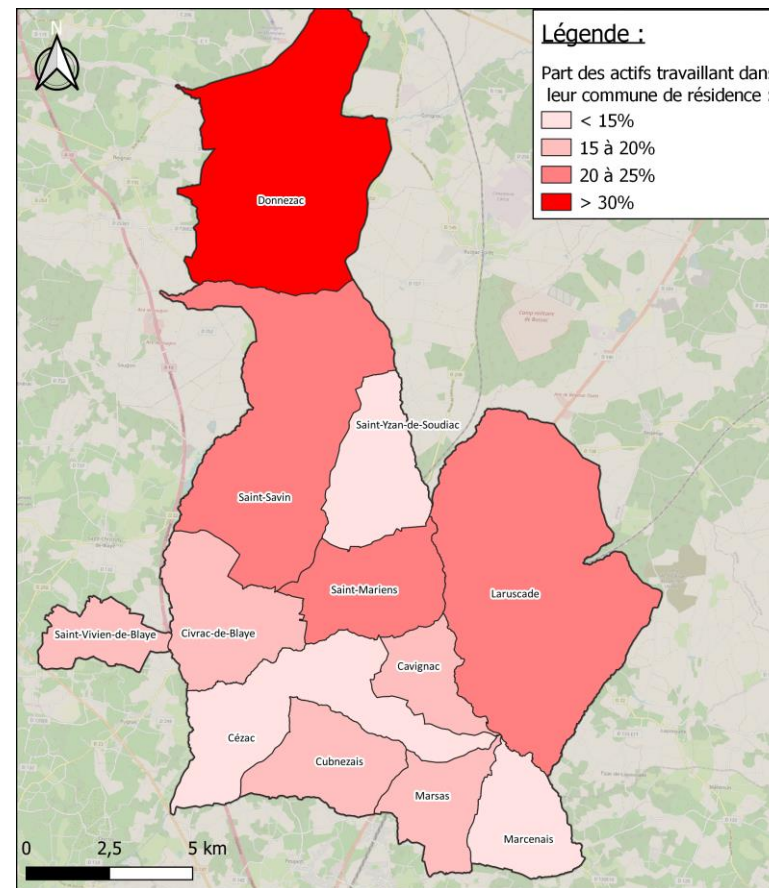 N
Légende :
Part des actifs travaillant dans
leur commune de résidence :
< 15%
15 à 20%
20 à 25%
> 30%
Donnezac
Saint-Yzan-de-Soudiac
Saint-Savin
Saint-Mariens
Laruscade
Saint-Vivien-de-Blaye
Civrac-de-Blaye
Cavignac
Cézac
Cubnezais
Marsas
Marcenais
0 2,5 5 km